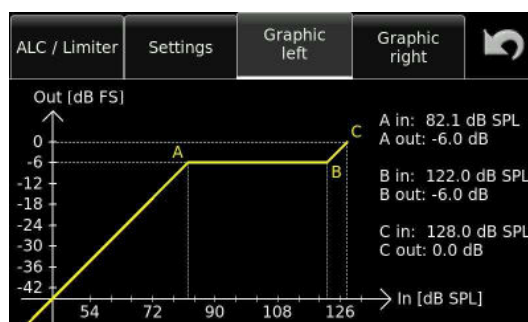 ALC / Limiter
Settings
Graphic
left
Graphic
right
Out [dB FS]
0
-6
-12
-18
-24
-30
-36
-42
A
B
C
54 72 90 108 126
In [dB SPL]
A in: 82.1 dB SPL
A out: -6.0 dB
B in: 122.0 dB SPL
B out: -6.0 dB
C in: 128.0 dB SPL
C out: 0.0 dB